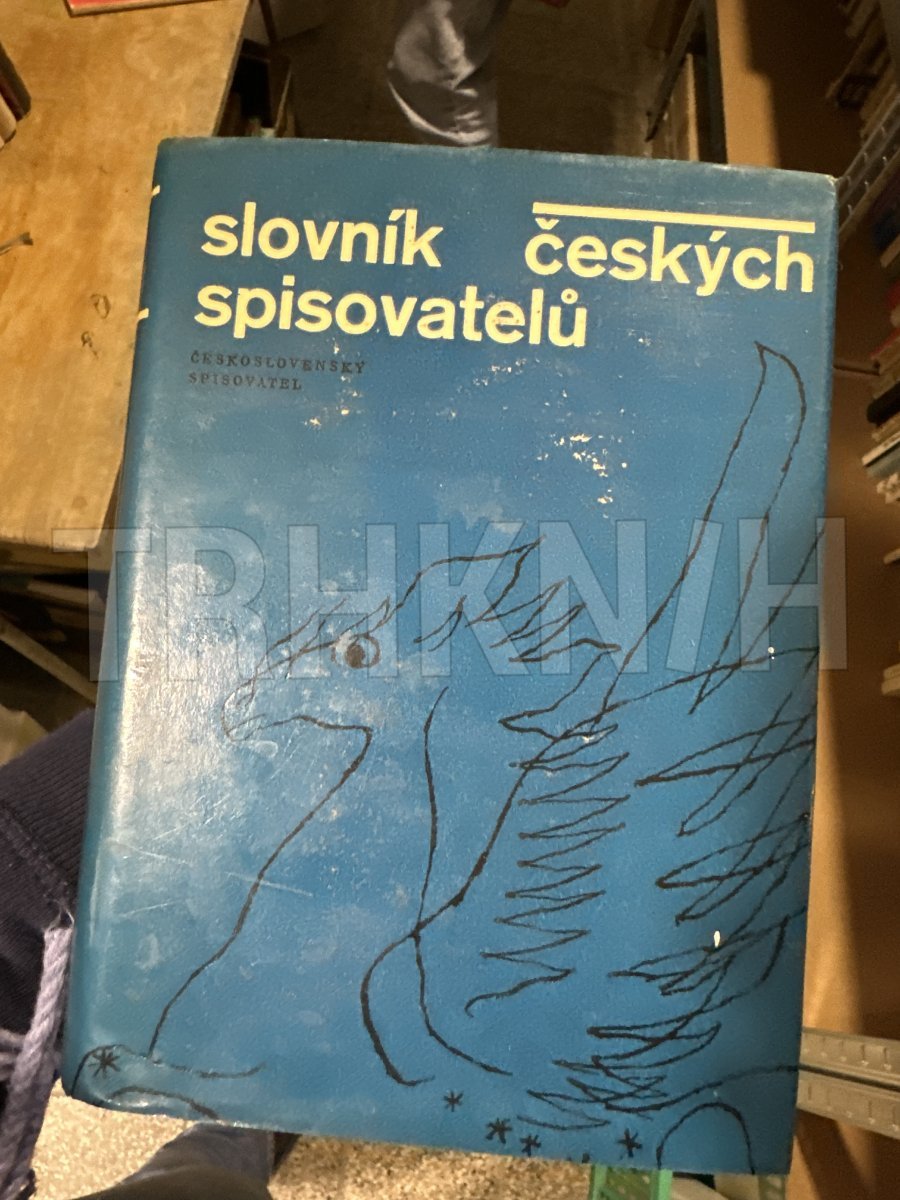 slovník českých
spisovatelů
ČESKOSLOVENSKÝ
SPISOVATEL
TRHKNIH